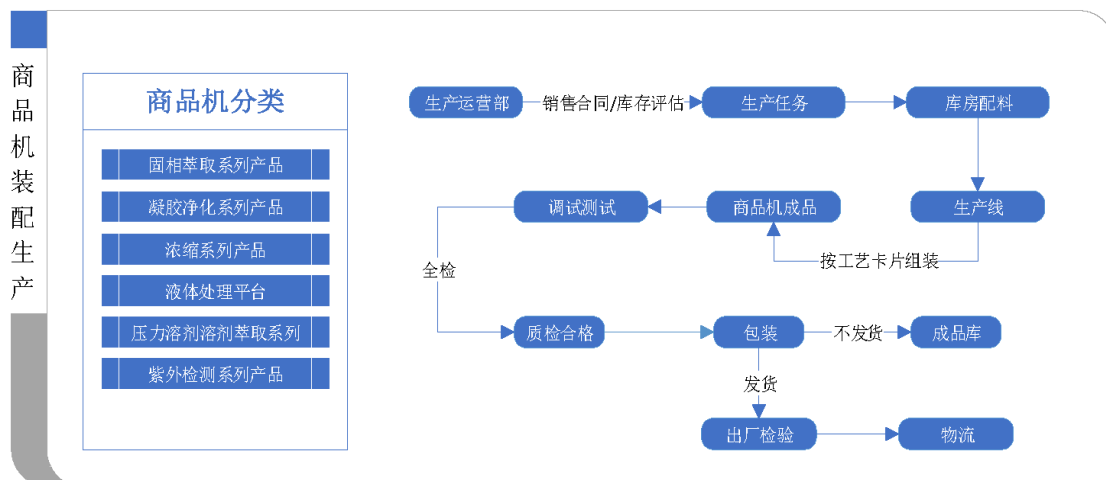 商品机装配生产
商品机分类
固相萃取系列产品
凝胶净化系列产品
浓缩系列产品
液体处理平台
压力溶剂溶剂萃取系列
紫外检测系列产品
生产运营部
销售合同/库存评估
生产任务
库房配料
调试测试
商品机成品
生产线
按工艺卡片组装
全检
质检合格
包装
不发货
成品库
发货
出厂检验
物流